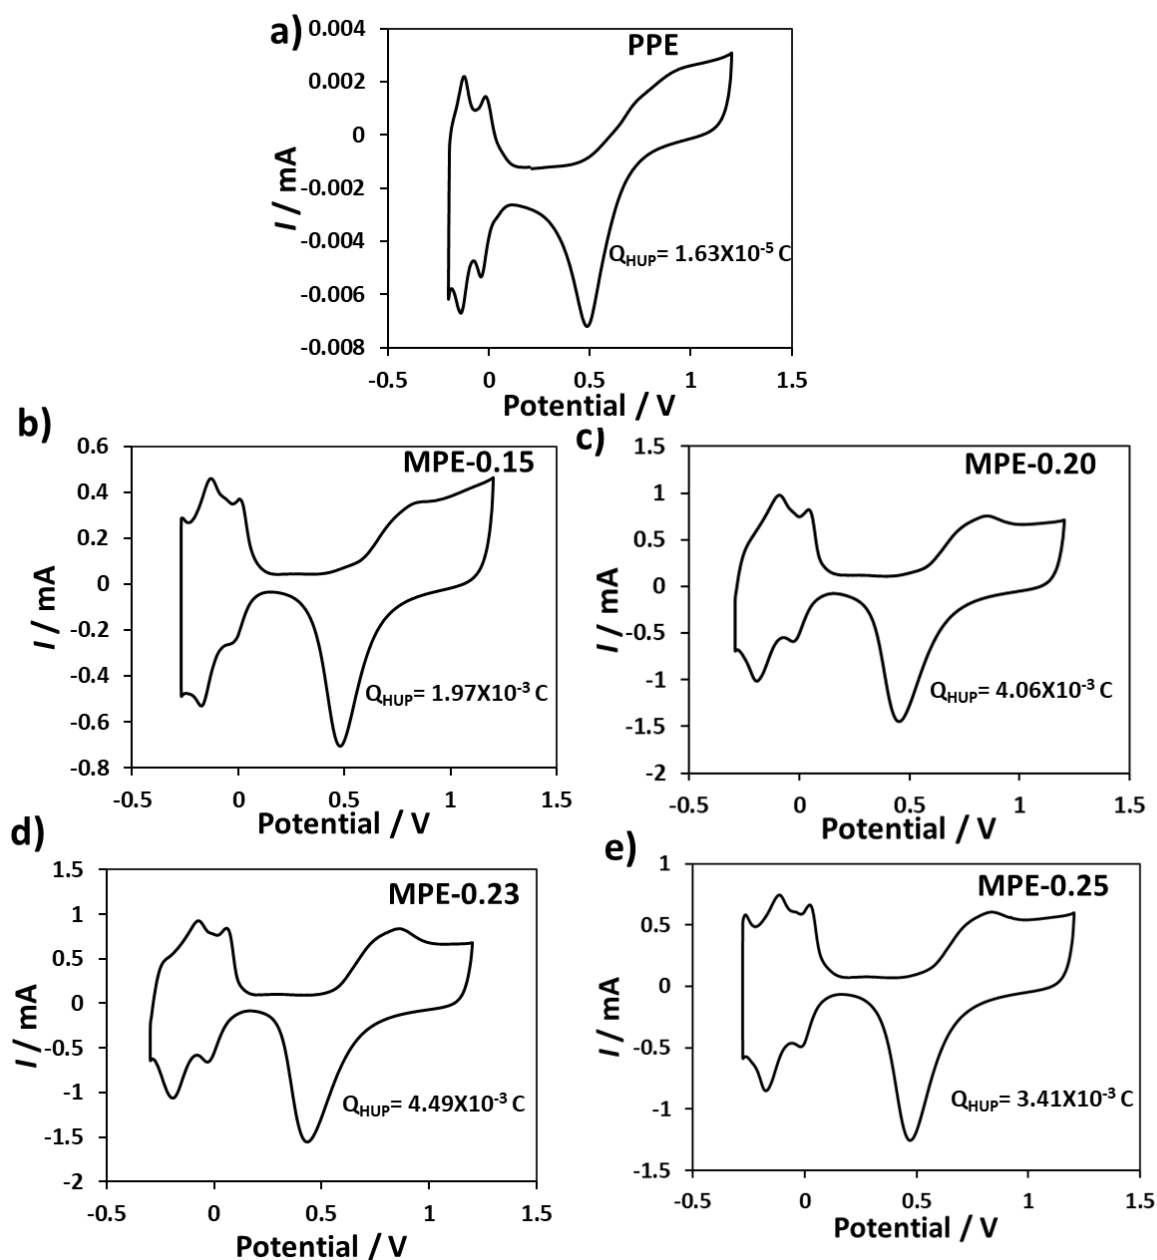 a)
PPE
0.004
0.002
0
-0.002
-0.004
-0.006
-0.008
I / mA
Q_HUP= 1.63X10⁻⁵ C
-0.5 0 0.5 1 1.5
Potential / V
b)
MPE-0.15
0.6
0.4
0.2
0
-0.2
-0.4
-0.6
-0.8
I / mA
Q_HUP= 1.97X10⁻³ C
-0.5 0 0.5 1 1.5
Potential / V
c)
MPE-0.20
1.5
1
0.5
0
-0.5
-1
-1.5
-2
I / mA
Q_HUP= 4.06X10⁻³ C
-0.5 0 0.5 1 1.5
Potential / V
d)
MPE-0.23
1.5
1
0.5
0
-0.5
-1
-1.5
-2
I / mA
Q_HUP= 4.49X10⁻³ C
-0.5 0 0.5 1 1.5
Potential / V
e)
MPE-0.25
1
0.5
0
-0.5
-1
-1.5
I / mA
Q_HUP= 3.41X10⁻³ C
-0.5 0 0.5 1 1.5
Potential / V